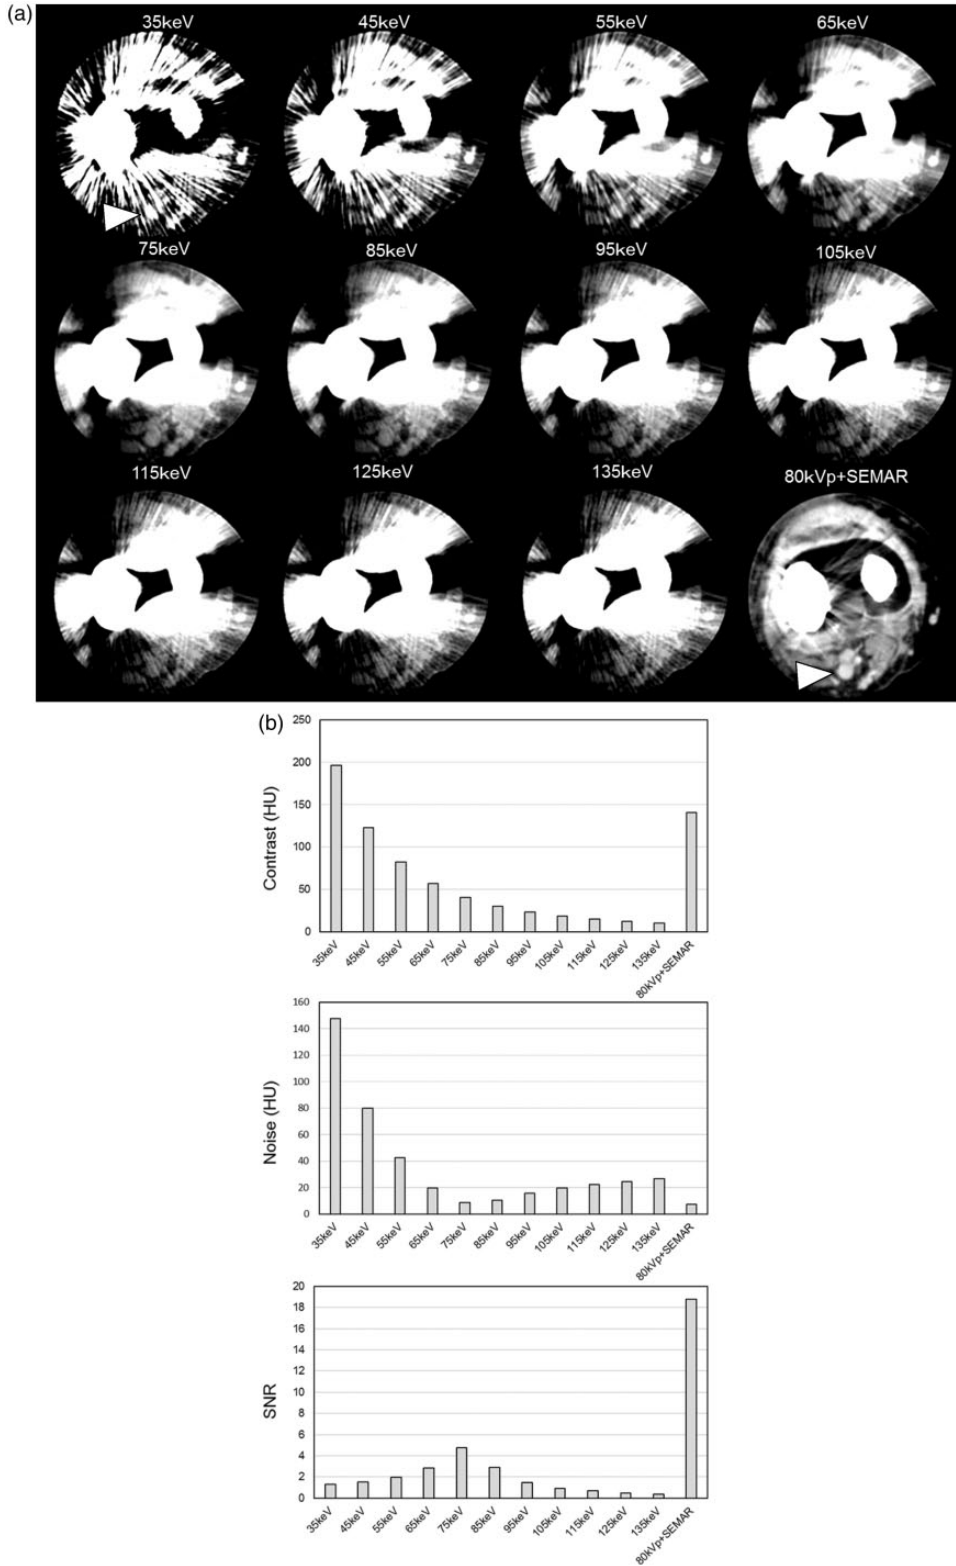 (a)
35keV 45keV 55keV 65keV
75keV 85keV 95keV 105keV
115keV 125keV 135keV 80kVp+SEMAR
(b)
250
200
150
100
50
0
Contrast (HU)
35keV 45keV 55keV 65keV 75keV 85keV 95keV 105keV 115keV 125keV 135keV 80kVp+SEMAR
160
140
120
100
80
60
40
20
0
Noise (HU)
35keV 45keV 55keV 65keV 75keV 85keV 95keV 105keV 115keV 125keV 135keV 80kVp+SEMAR
20
18
16
14
12
10
8
6
4
2
0
SNR
35keV 45keV 55keV 65keV 75keV 85keV 95keV 105keV 115keV 125keV 135keV 80kVp+SEMAR